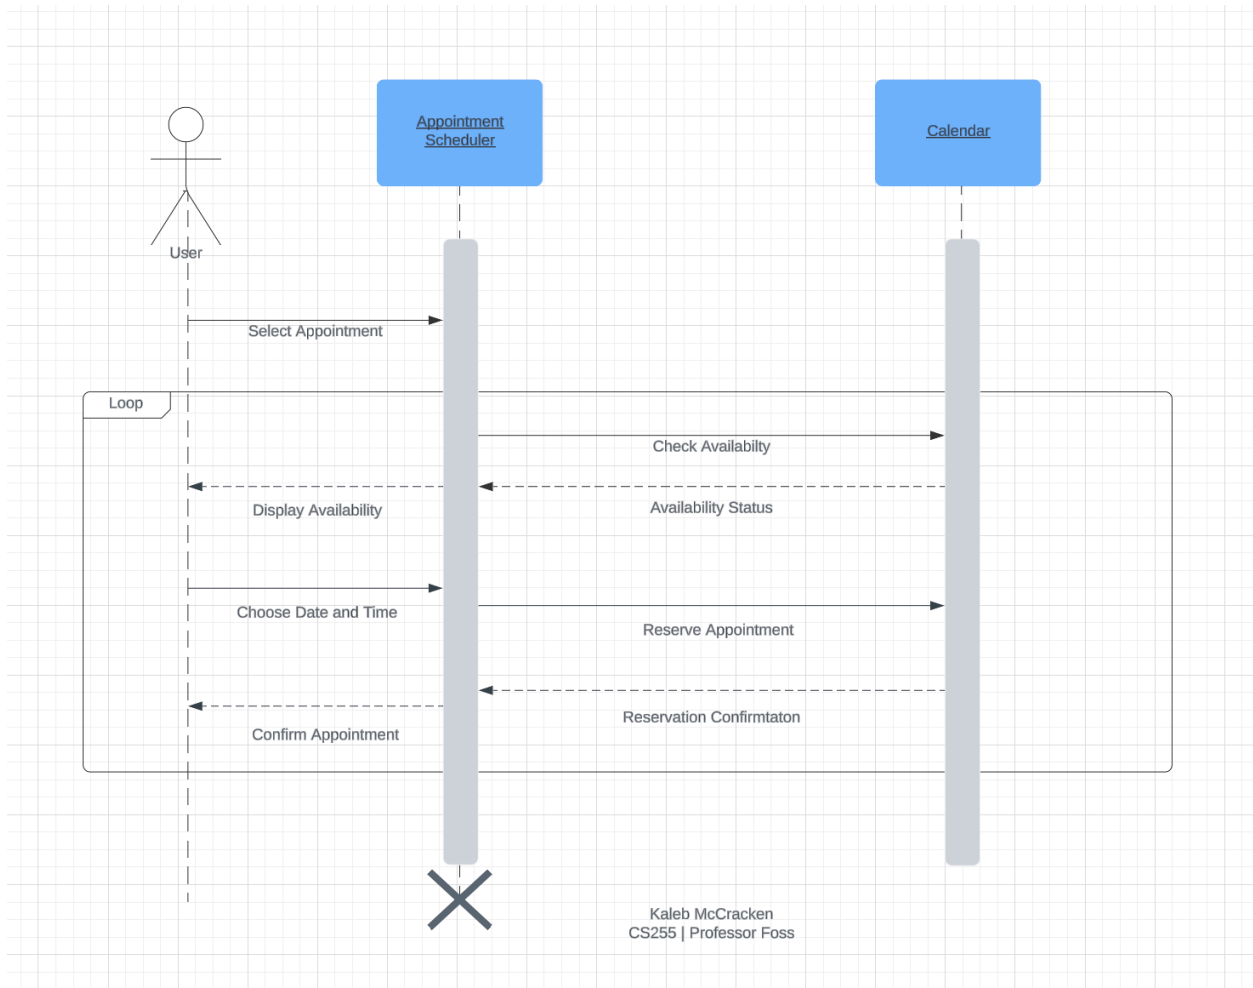 Appointment
Scheduler
Calendar
User
Select Appointment
Loop
Check Availabilty
Display Availability
Availability Status
Choose Date and Time
Reserve Appointment
Reservation Confirmtaton
Confirm Appointment
Kaleb McCracken
CS255 | Professor Foss